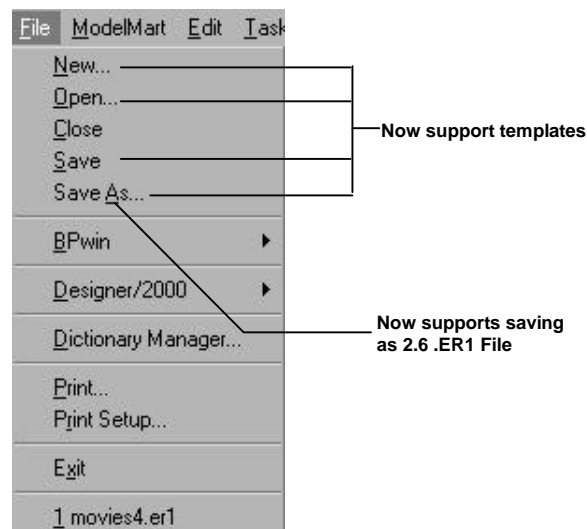 File ModelMart Edit Task
New...
Open...
Close
Save
Save As...
BPwin
Designer/2000
Dictionary Manager...
Print...
Print Setup...
Exit
1 movies4.er1
Now support templates
Now supports saving
as 2.6 .ER1 File